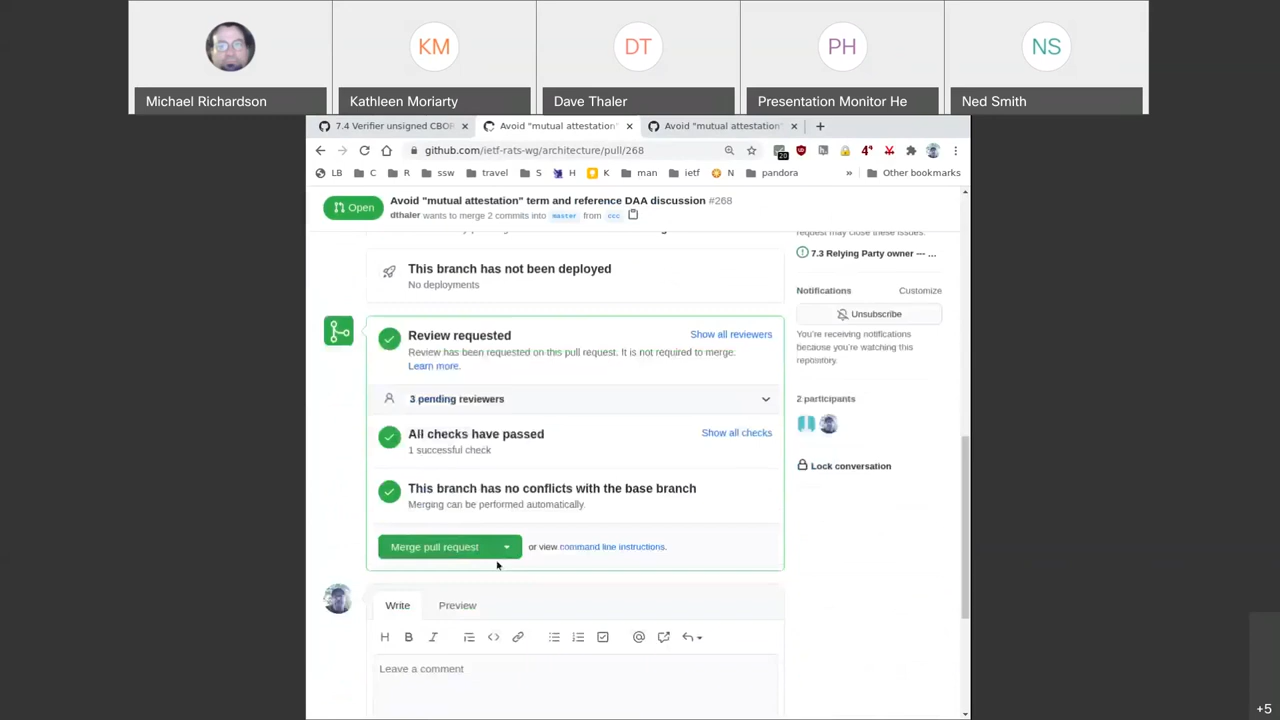 KM
DT
PH
NS
Michael Richardson
Kathleen Moriarty
Dave Thaler
Presentation Monitor He
Ned Smith
7.4 Verifier unsigned CBOR
Avoid "mutual attestation"
Avoid "mutual attestation"
github.com/ietf-rats-wg/architecture/pull/268
20
LB
C
R
ssw
travel
S
H
K
man
ietf
N
pandora
»
Other bookmarks
Open
Avoid "mutual attestation" term and reference DAA discussion #268
dthaler wants to merge 2 commits into master from ccc
request may close these issues.
7.3 Relying Party owner --- ...
This branch has not been deployed
No deployments
Notifications
Customize
Unsubscribe
You're receiving notifications
because you're watching this
repository.
Review requested
Show all reviewers
Review has been requested on this pull request. It is not required to merge.
Learn more.
3 pending reviewers
2 participants
All checks have passed
Show all checks
1 successful check
Lock conversation
This branch has no conflicts with the base branch
Merging can be performed automatically.
Merge pull request
or view command line instructions.
Write
Preview
H B I
Leave a comment
+5